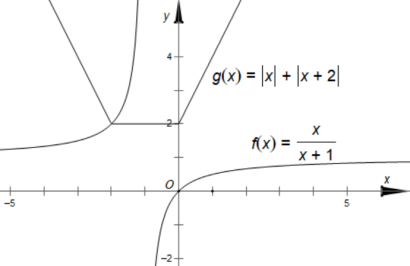 y
4
g(x) = |x| + |x + 2|
2
f(x) = x / (x + 1)
O
x
−5
5
−2